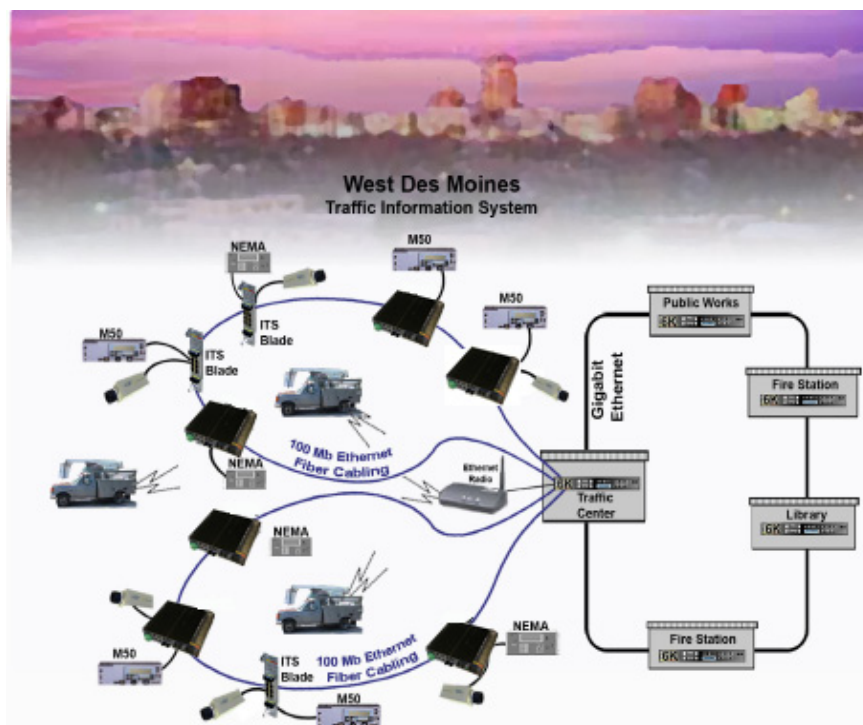 West Des Moines
Traffic Information System
NEMA
M50
M50
M50
ITS
Blade
ITS
Blade
NEMA
100 Mb Ethernet
Fiber Cabling
Ethernet
Radio
Gigabit
Ethernet
Public Works
6K
Fire Station
6K
6K
Traffic
Center
Library
6K
Fire Station
6K
NEMA
NEMA
M50
ITS
Blade
100 Mb Ethernet
Fiber Cabling
M50